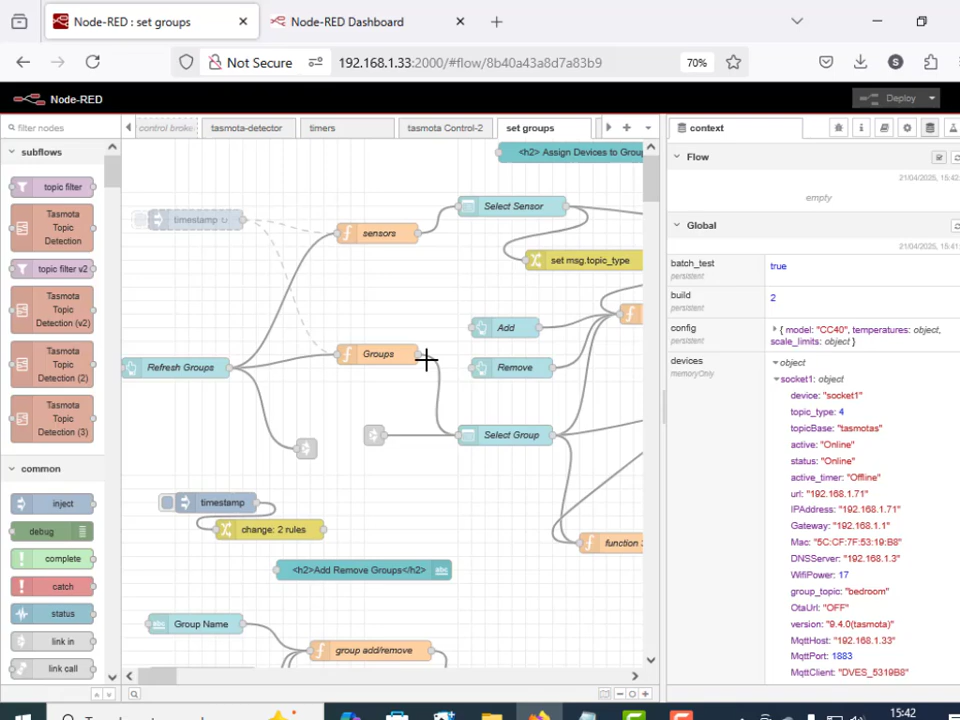 Node-RED : set groups
Node-RED Dashboard
Not Secure
192.168.1.33:2000/#flow/8b40a43a8d7a83b9
70%
S
Node-RED
Deploy
filter nodes
control broke
tasmota-detector
timers
tasmota Control-2
set groups
context
subflows
topic filter
Tasmota
Topic
Detection
topic filter v2
Tasmota
Topic
Detection (v2)
Tasmota
Topic
Detection (2)
Tasmota
Topic
Detection (3)
common
inject
debug
complete
catch
status
link in
link call
<h2> Assign Devices to Grou
timestamp ↻
sensors
Select Sensor
set msg.topic_type
Add
Groups
Remove
Refresh Groups
Select Group
timestamp
change: 2 rules
function
<h2>Add Remove Groups</h2>
abc
Group Name
group add/remove
Flow
21/04/2025, 15:42
empty
Global
21/04/2025, 15:41
batch_test
persistent
true
build
persistent
2
config
persistent
{ model: "CC40", temperatures: object,
scale_limits: object }
devices
memoryOnly
object
socket1: object
device: "socket1"
topic_type: 4
topicBase: "tasmotas"
active: "Online"
status: "Online"
active_timer: "Offline"
url: "192.168.1.71"
IPAddress: "192.168.1.71"
Gateway: "192.168.1.1"
Mac: "5C:CF:7F:53:19:B8"
DNSServer: "192.168.1.3"
WifiPower: 17
group_topic: "bedroom"
OtaUrl: "OFF"
version: "9.4.0(tasmota)"
MqttHost: "192.168.1.33"
MqttPort: 1883
MqttClient: "DVES_5319B8"
15:42